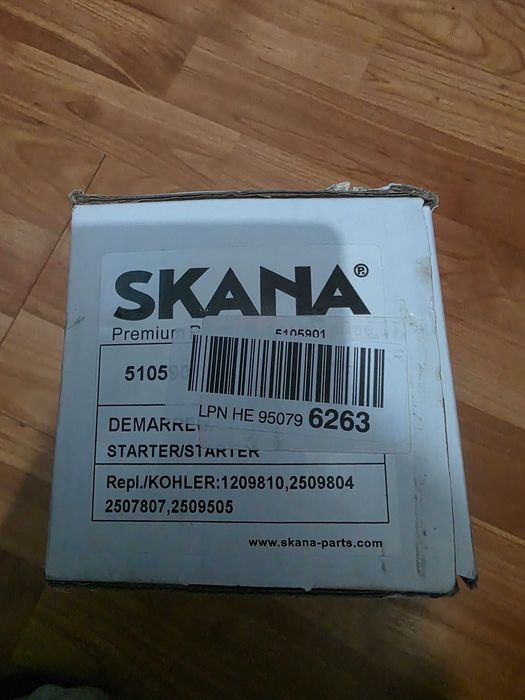 SKANA®
Premium
5105901
5105
LPN HE 95079 6263
DEMARRE
STARTER/STARTER
Repl./KOHLER:1209810,2509804
2507807,2509505
www.skana-parts.com